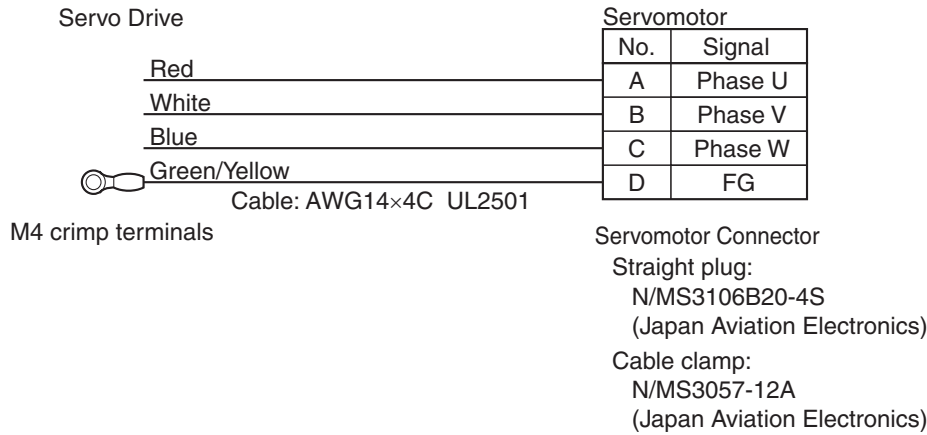 Servo Drive
Servomotor
No. Signal
Red
A Phase U
White
B Phase V
Blue
C Phase W
Green/Yellow
D FG
Cable: AWG14×4C UL2501
M4 crimp terminals
Servomotor Connector
Straight plug:
N/MS3106B20-4S
(Japan Aviation Electronics)
Cable clamp:
N/MS3057-12A
(Japan Aviation Electronics)